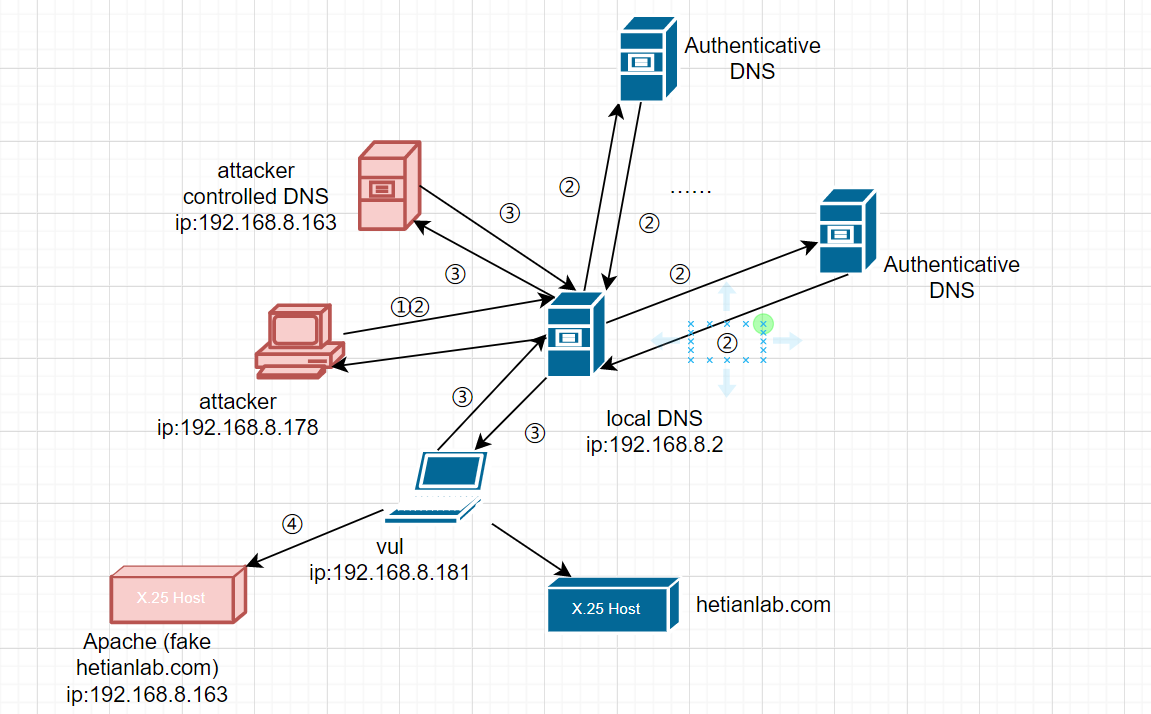 Authenticative
DNS
attacker
controlled DNS
ip:192.168.8.163
③
②
……
②
③
②
Authenticative
DNS
①②
②
attacker
ip:192.168.8.178
③
③
local DNS
ip:192.168.8.2
④
vul
ip:192.168.8.181
X.25 Host
X.25 Host
hetianlab.com
Apache (fake
hetianlab.com)
ip:192.168.8.163